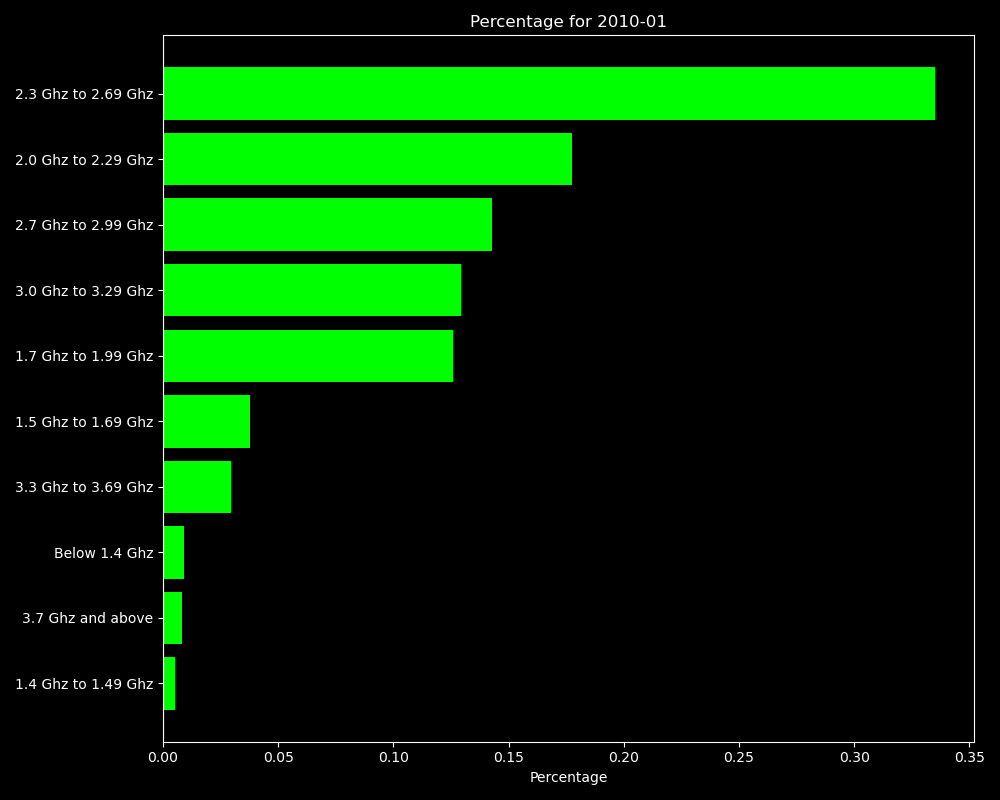 Percentage for 2010-01
2.3 Ghz to 2.69 Ghz
2.0 Ghz to 2.29 Ghz
2.7 Ghz to 2.99 Ghz
3.0 Ghz to 3.29 Ghz
1.7 Ghz to 1.99 Ghz
1.5 Ghz to 1.69 Ghz
3.3 Ghz to 3.69 Ghz
Below 1.4 Ghz
3.7 Ghz and above
1.4 Ghz to 1.49 Ghz
0.00 0.05 0.10 0.15 0.20 0.25 0.30 0.35
Percentage